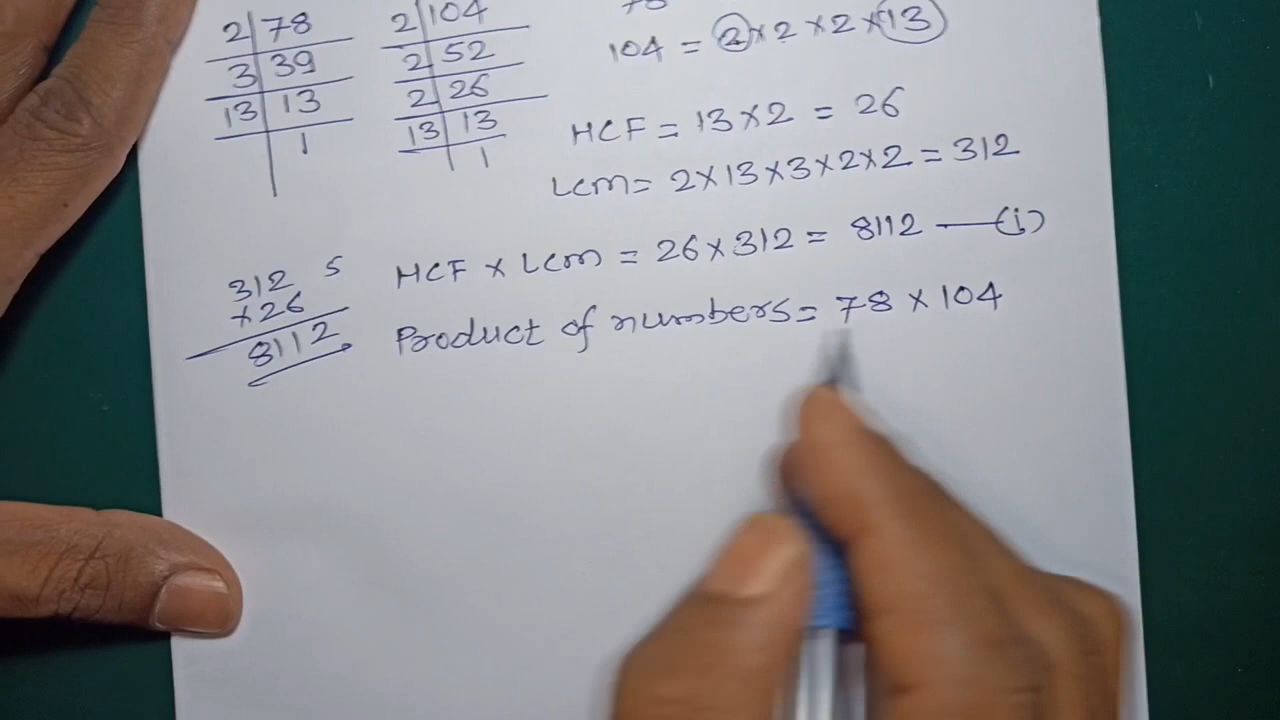 2 78
3 39
13 13
1
2 104
2 52
2 26
13 13
1
104 = 2×2×2×13
HCF = 13×2 = 26
LCM = 2×13×3×2×2 = 312
HCF × LCM = 26×312 = 8112 —(i)
Product of numbers = 78 × 104
312 5
×26
8112